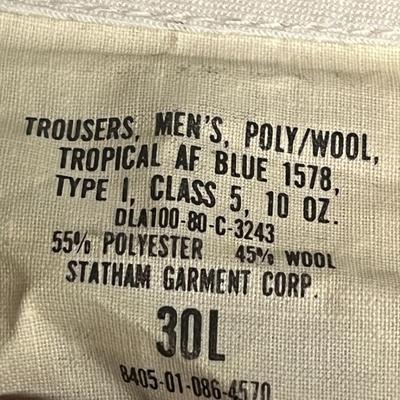 TROUSERS, MEN'S, POLY/WOOL,
TROPICAL AF BLUE 1578,
TYPE I, CLASS 5, 10 OZ.
DLA100-80-C-3243
55% POLYESTER 45% WOOL
STATHAM GARMENT CORP.
30L
8405-01-086-4570